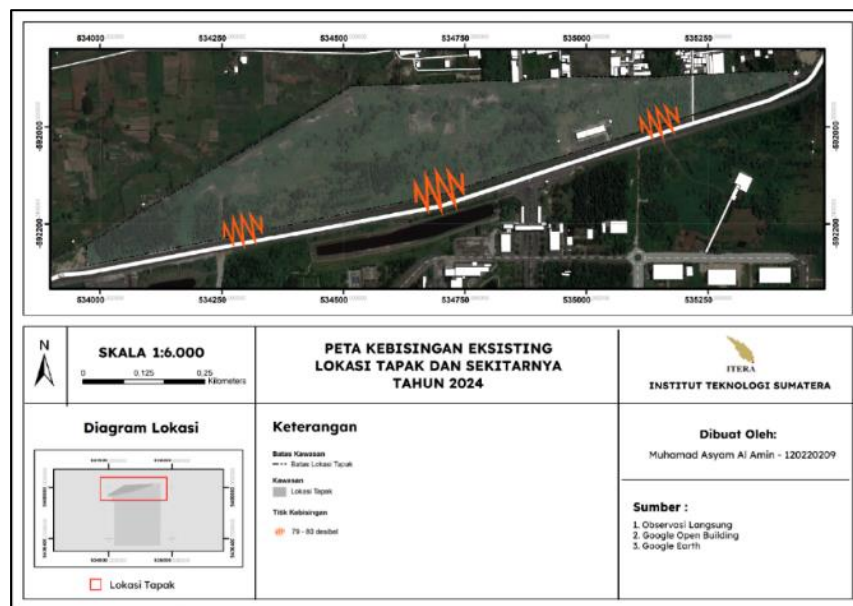 534000 534250 534500 534750 535000 535250
-592000 -592000
-592200 -592200
534000 534250 534500 534750 535000 535250
N
SKALA 1:6.000
0 0,125 0,25
Kilometers
PETA KEBISINGAN EKSISTING
LOKASI TAPAK DAN SEKITARNYA
TAHUN 2024
ITERA
INSTITUT TEKNOLOGI SUMATERA
Diagram Lokasi
Lokasi Tapak
Keterangan
Batas Kawasan
Batas Lokasi Tapak
Kawasan
Lokasi Tapak
Titik Kebisingan
79 - 83 desibel
Dibuat Oleh:
Muhamad Asyam Al Amin - 120220209
Sumber :
1. Observasi Langsung
2. Google Open Building
3. Google Earth